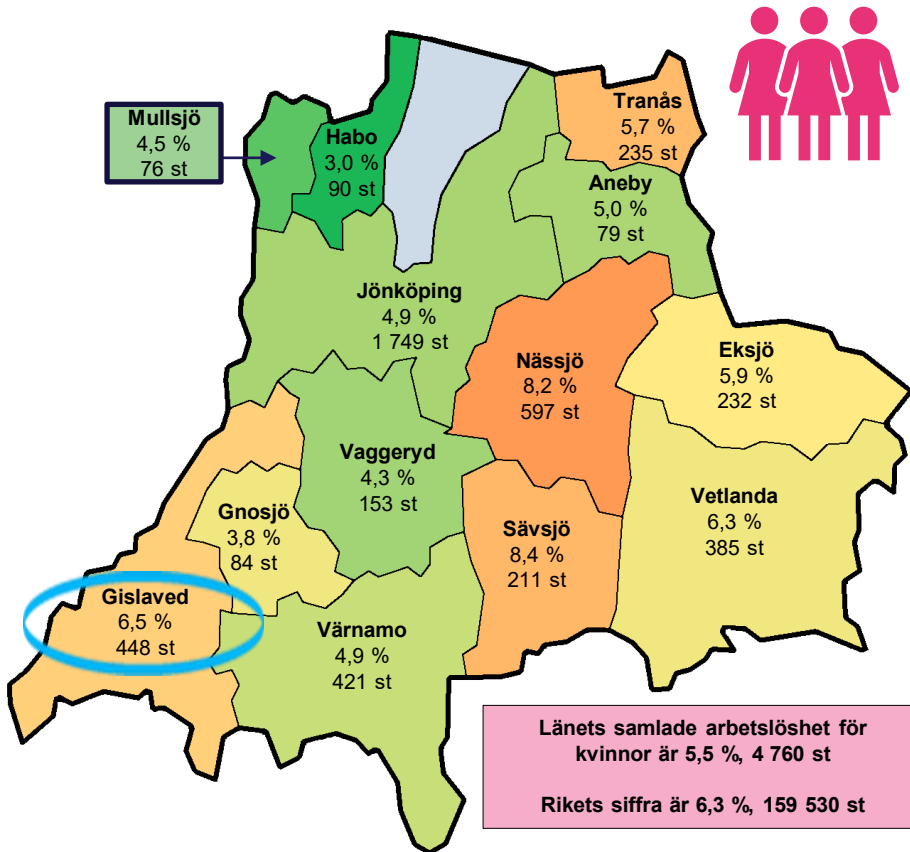 Mullsjö
4,5 %
76 st
Habo
3,0 %
90 st
Tranås
5,7 %
235 st
Aneby
5,0 %
79 st
Jönköping
4,9 %
1 749 st
Nässjö
8,2 %
597 st
Eksjö
5,9 %
232 st
Vaggeryd
4,3 %
153 st
Gnosjö
3,8 %
84 st
Sävsjö
8,4 %
211 st
Vetlanda
6,3 %
385 st
Gislaved
6,5 %
448 st
Värnamo
4,9 %
421 st
Länets samlade arbetslöshet för
kvinnor är 5,5 %, 4 760 st
Rikets siffra är 6,3 %, 159 530 st